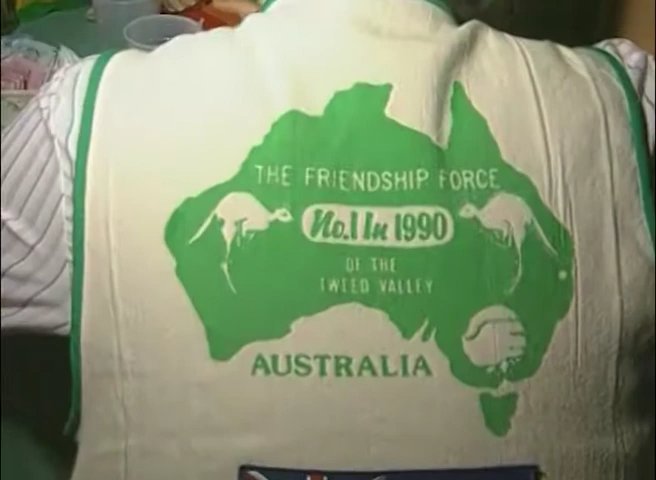 THE FRIENDSHIP FORCE
No.1 In 1990
OF THE
TWEED VALLEY
AUSTRALIA